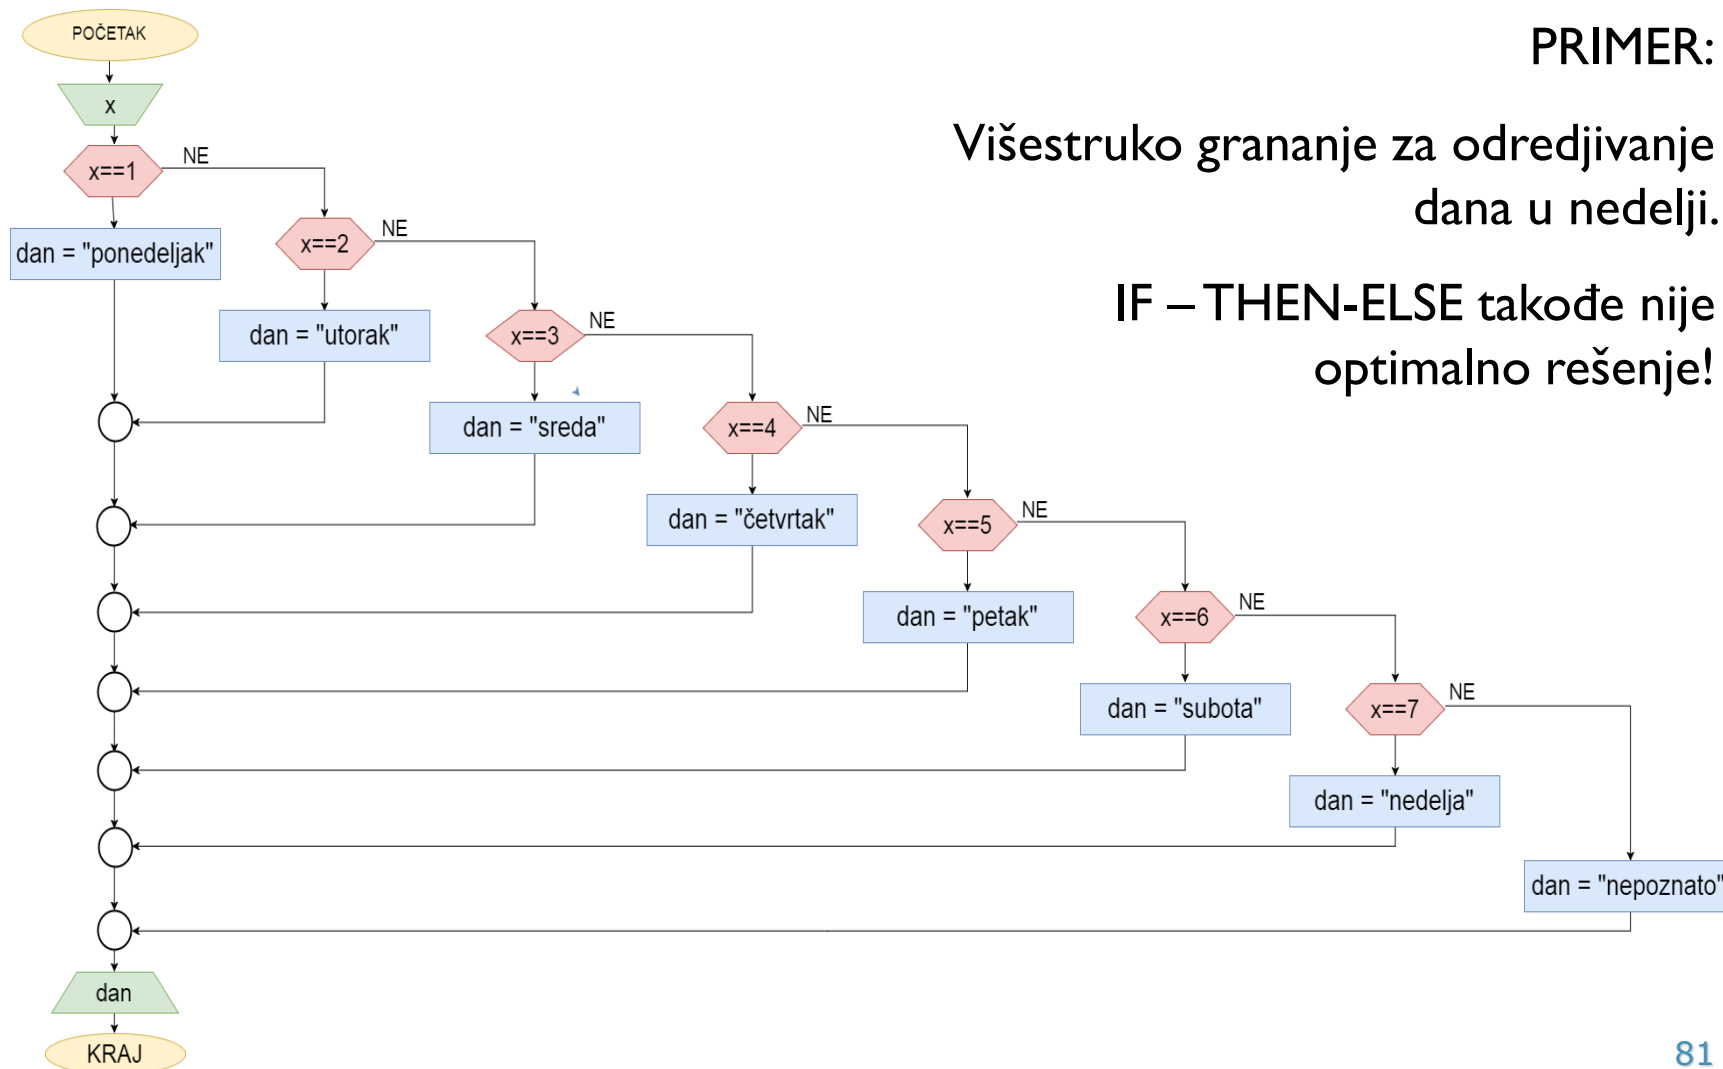 POČETAK
PRIMER:
x
Višestruko grananje za odredjivanje
dana u nedelji.
x==1
NE
dan = "ponedeljak"
x==2
NE
IF – THEN-ELSE takođe nije
optimalno rešenje!
dan = "utorak"
x==3
NE
dan = "sreda"
x==4
NE
dan = "četvrtak"
x==5
NE
dan = "petak"
x==6
NE
dan = "subota"
x==7
NE
dan = "nedelja"
dan = "nepoznato"
dan
KRAJ
81